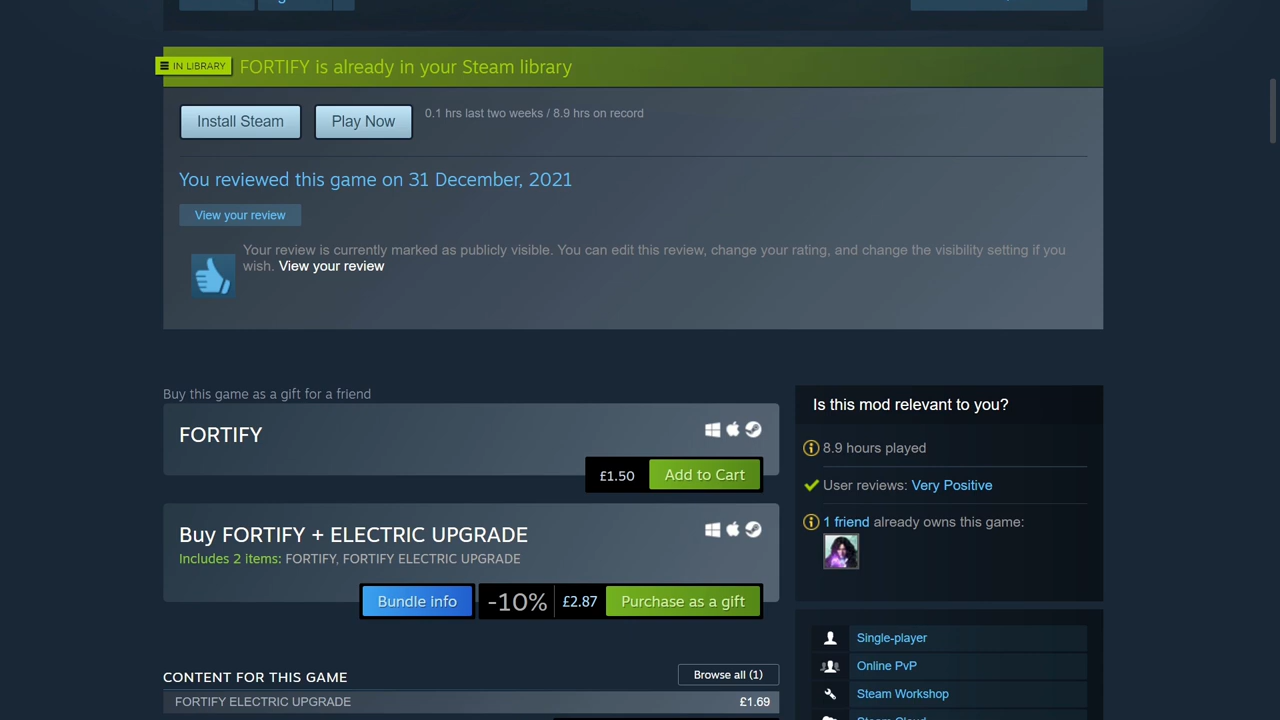 IN LIBRARY
FORTIFY is already in your Steam library
Install Steam
Play Now
0.1 hrs last two weeks / 8.9 hrs on record
You reviewed this game on 31 December, 2021
View your review
Your review is currently marked as publicly visible. You can edit this review, change your rating, and change the visibility setting if you
wish. View your review
Buy this game as a gift for a friend
FORTIFY
£1.50
Add to Cart
Buy FORTIFY + ELECTRIC UPGRADE
Includes 2 items: FORTIFY, FORTIFY ELECTRIC UPGRADE
Bundle info
-10%
£2.87
Purchase as a gift
CONTENT FOR THIS GAME
Browse all (1)
FORTIFY ELECTRIC UPGRADE
£1.69
Is this mod relevant to you?
8.9 hours played
User reviews: Very Positive
1 friend already owns this game:
Single-player
Online PvP
Steam Workshop
Steam Cloud